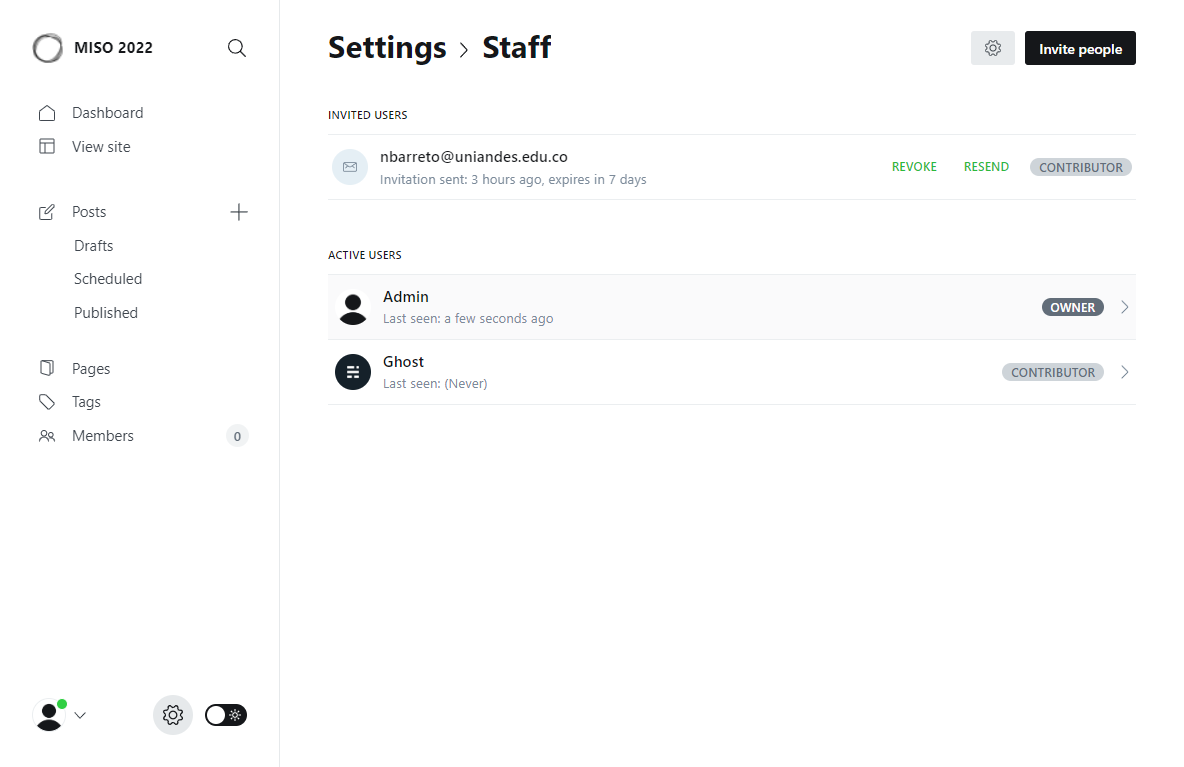 MISO 2022
Dashboard
View site
Posts
Drafts
Scheduled
Published
Pages
Tags
Members
0
Settings › Staff
Invite people
INVITED USERS
nbarreto@uniandes.edu.co
Invitation sent: 3 hours ago, expires in 7 days
REVOKE RESEND CONTRIBUTOR
ACTIVE USERS
Admin
Last seen: a few seconds ago
OWNER
Ghost
Last seen: (Never)
CONTRIBUTOR